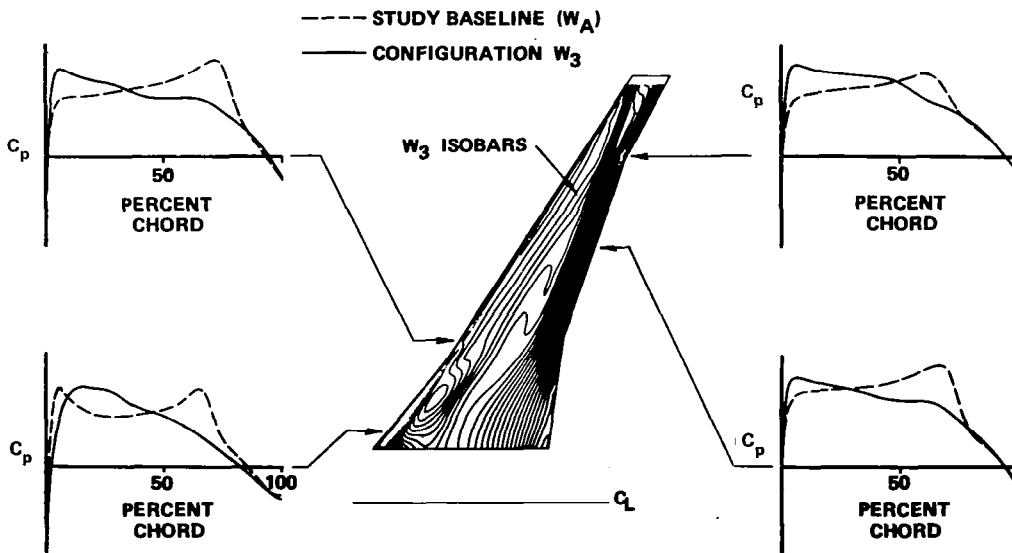 STUDY BASELINE (WA)
CONFIGURATION W3
Cp
50
PERCENT
CHORD
W3 ISOBARS
Cp
50
PERCENT
CHORD
Cp
50
100
PERCENT
CHORD
CL
Cp
50
PERCENT
CHORD